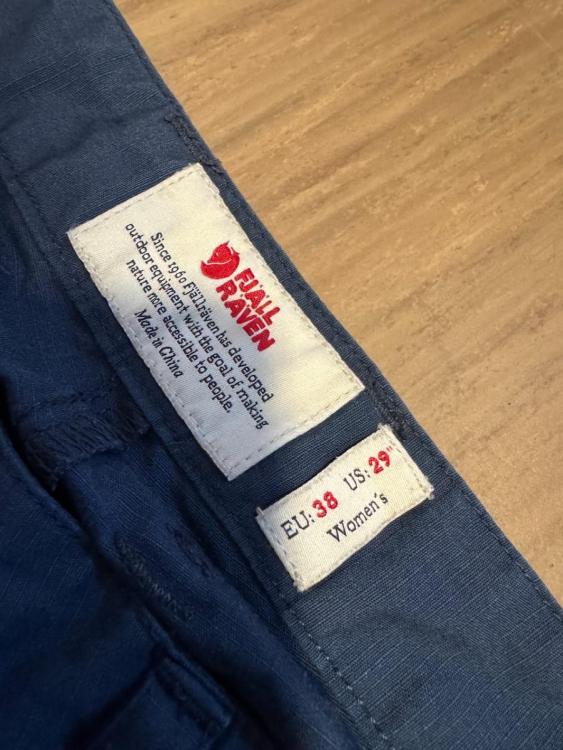 FJÄLL
RÄVEN
Since 1960 Fjällräven has developed
outdoor equipment with the goal of making
nature more accessible to people.
Made in China
EU: 38 US: 29"
Women's